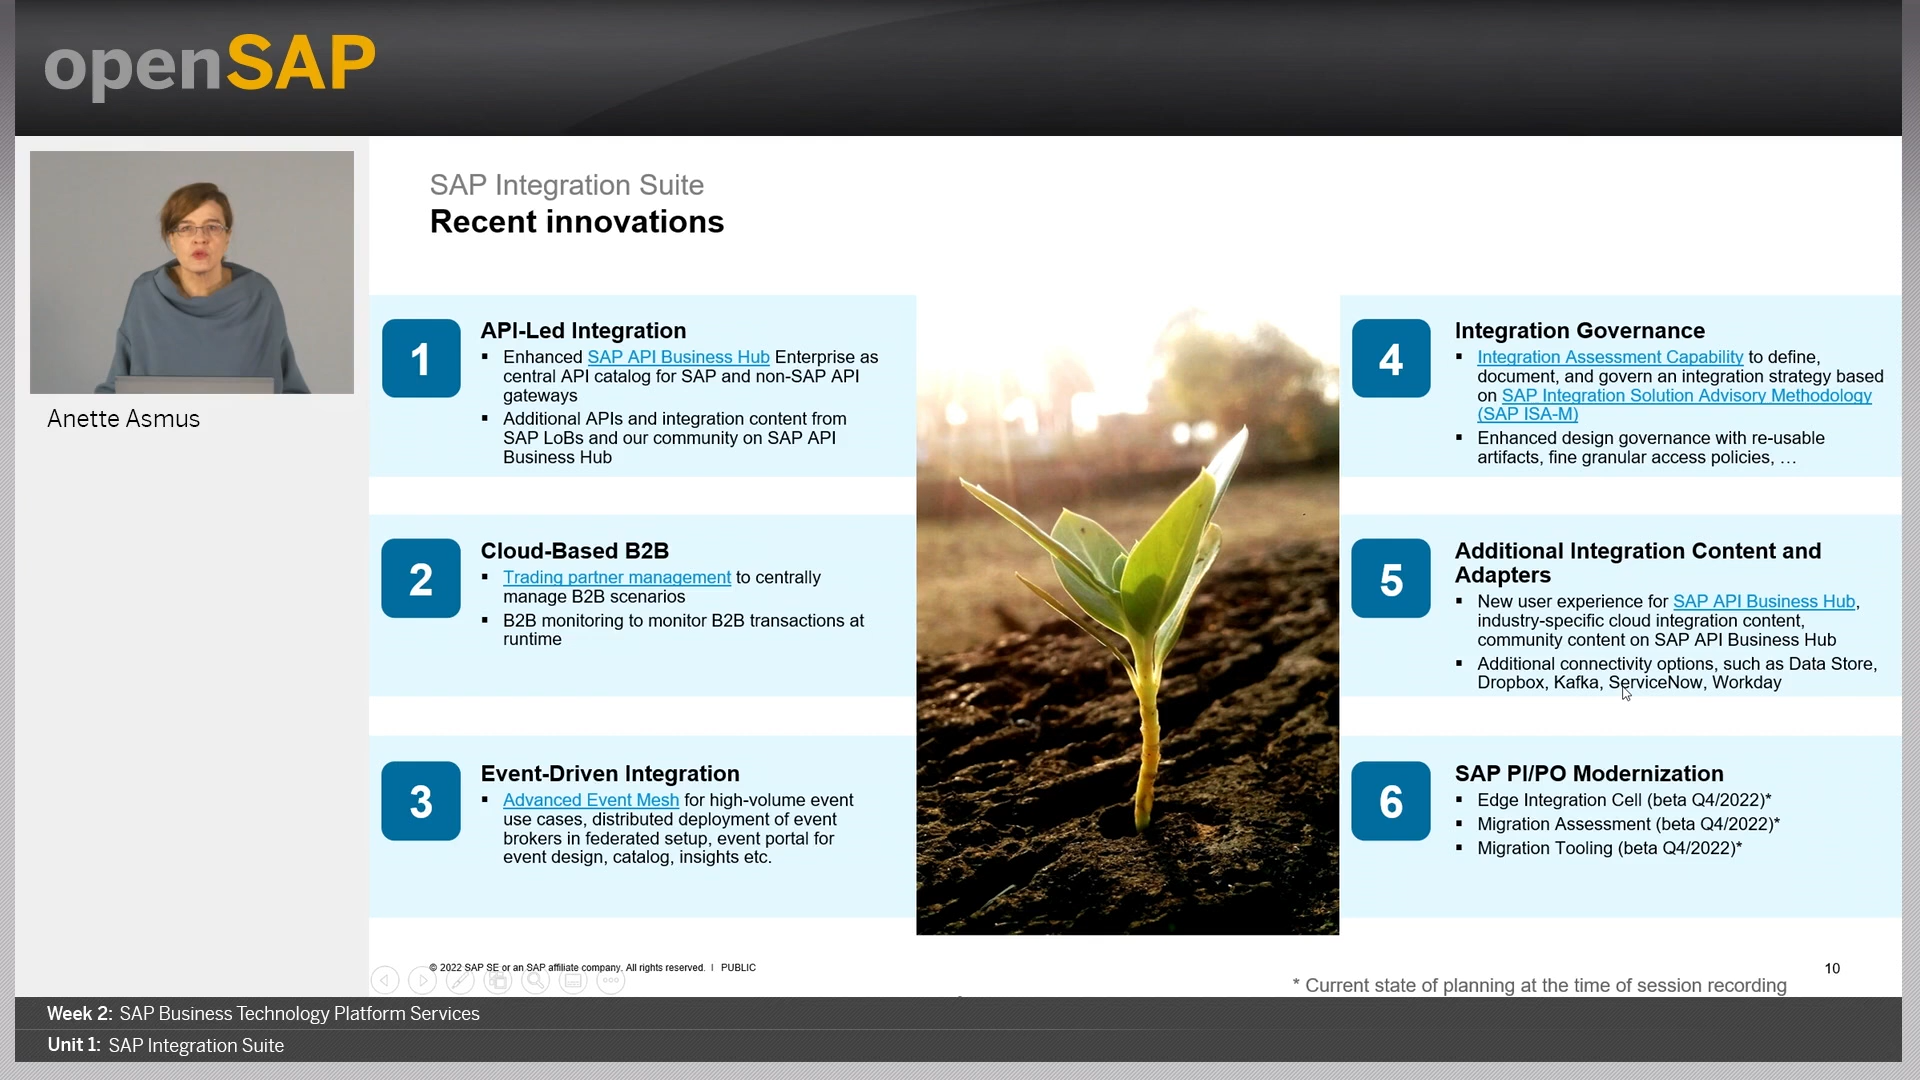 openSAP
Anette Asmus
SAP Integration Suite
Recent innovations
1
API-Led Integration
▪ Enhanced SAP API Business Hub Enterprise as
central API catalog for SAP and non-SAP API
gateways
▪ Additional APIs and integration content from
SAP LoBs and our community on SAP API
Business Hub
2
Cloud-Based B2B
▪ Trading partner management to centrally
manage B2B scenarios
▪ B2B monitoring to monitor B2B transactions at
runtime
3
Event-Driven Integration
▪ Advanced Event Mesh for high-volume event
use cases, distributed deployment of event
brokers in federated setup, event portal for
event design, catalog, insights etc.
4
Integration Governance
▪ Integration Assessment Capability to define,
document, and govern an integration strategy based
on SAP Integration Solution Advisory Methodology
(SAP ISA-M)
▪ Enhanced design governance with re-usable
artifacts, fine granular access policies, …
5
Additional Integration Content and
Adapters
▪ New user experience for SAP API Business Hub,
industry-specific cloud integration content,
community content on SAP API Business Hub
▪ Additional connectivity options, such as Data Store,
Dropbox, Kafka, ServiceNow, Workday
6
SAP PI/PO Modernization
▪ Edge Integration Cell (beta Q4/2022)*
▪ Migration Assessment (beta Q4/2022)*
▪ Migration Tooling (beta Q4/2022)*
© 2022 SAP SE or an SAP affiliate company. All rights reserved. I PUBLIC
10
* Current state of planning at the time of session recording
Week 2: SAP Business Technology Platform Services
Unit 1: SAP Integration Suite